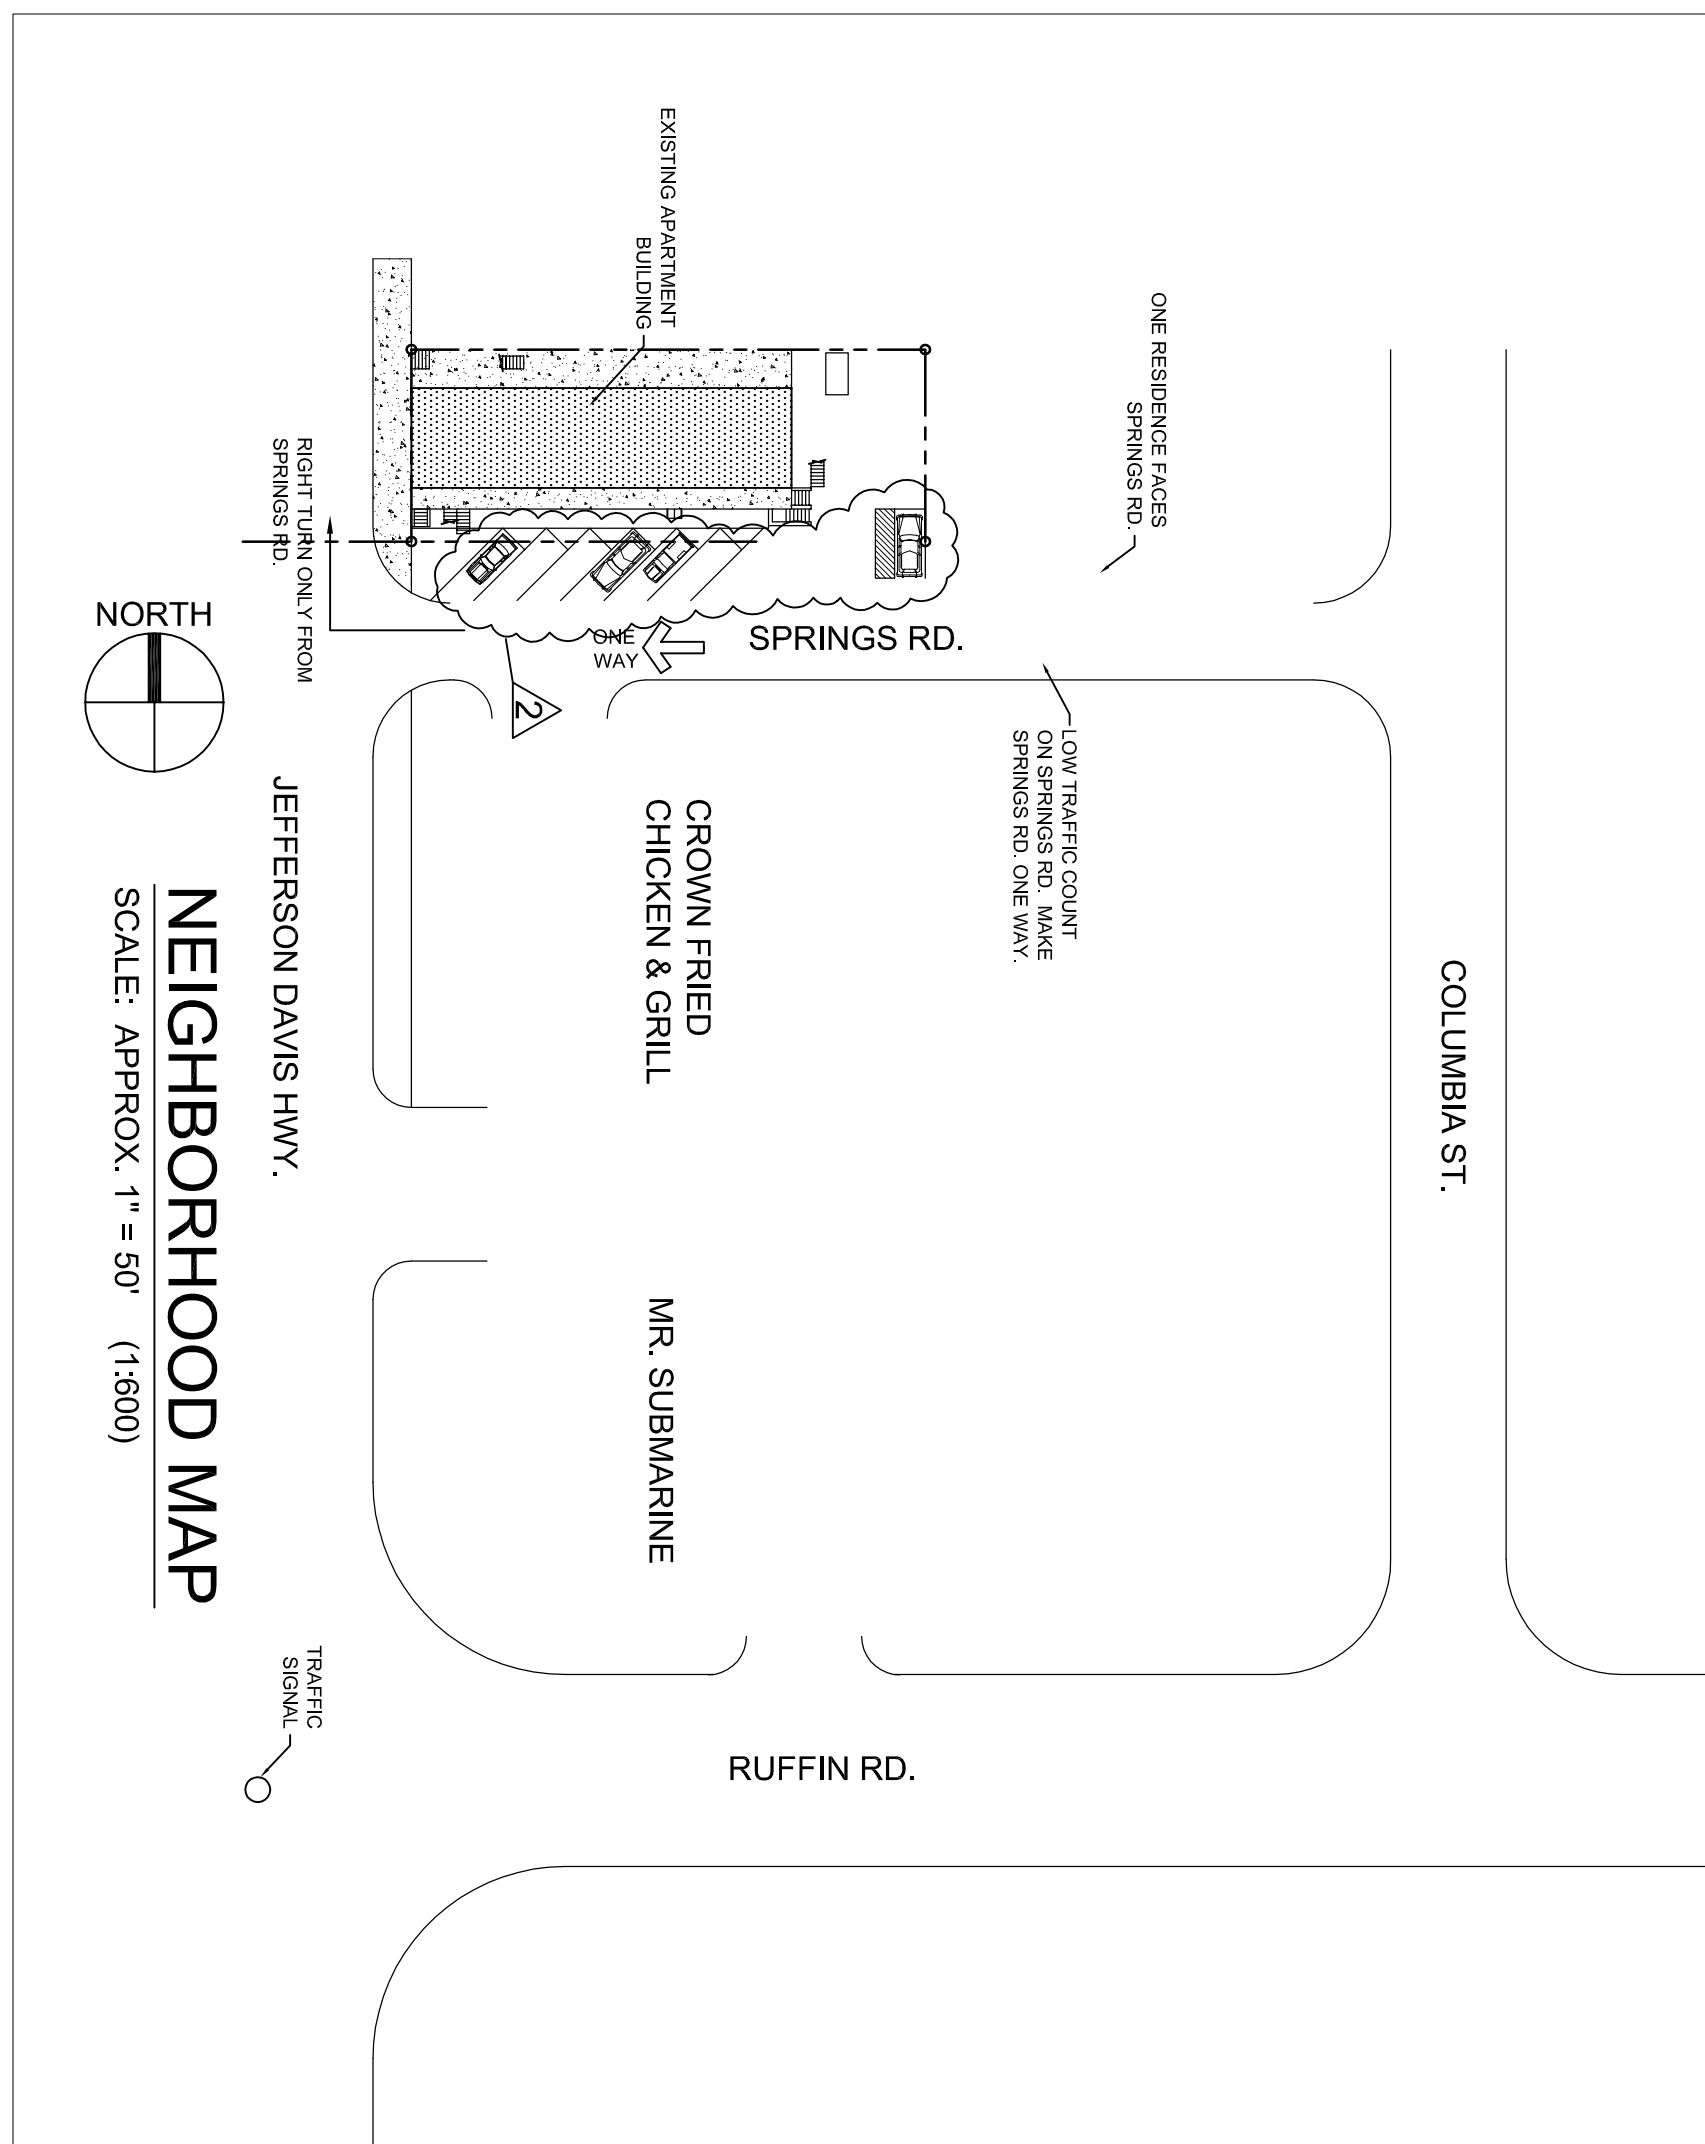 EXISTING APARTMENT
BUILDING
ONE RESIDENCE FACES
SPRINGS RD.
RIGHT TURN ONLY FROM
SPRINGS RD.
NORTH
ONE
WAY
SPRINGS RD.
2
LOW TRAFFIC COUNT
ON SPRINGS RD. MAKE
SPRINGS RD. ONE WAY.
CROWN FRIED
CHICKEN & GRILL
JEFFERSON DAVIS HWY.
COLUMBIA ST.
MR. SUBMARINE
NEIGHBORHOOD MAP
SCALE: APPROX. 1" = 50' (1:600)
TRAFFIC
SIGNAL
RUFFIN RD.